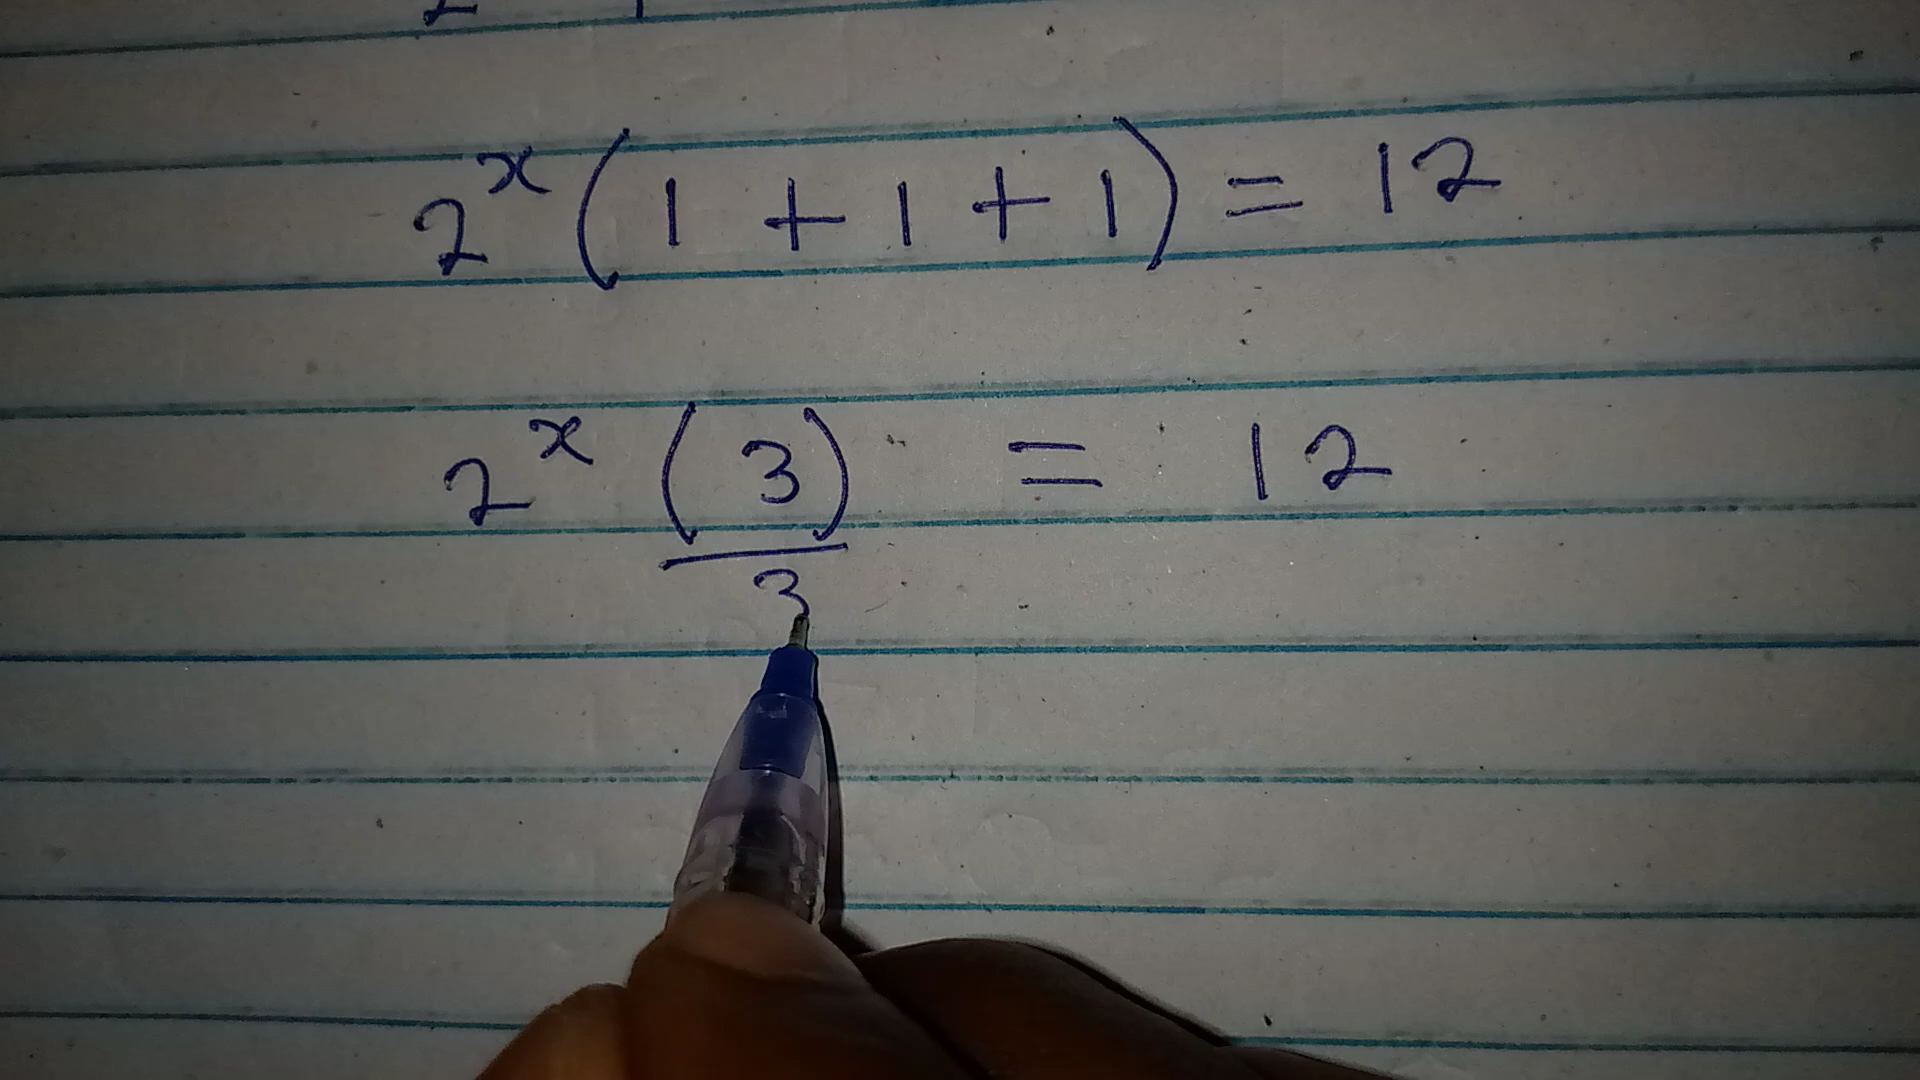 2^x (1 + 1 + 1) = 12
2^x (3) = 12
3